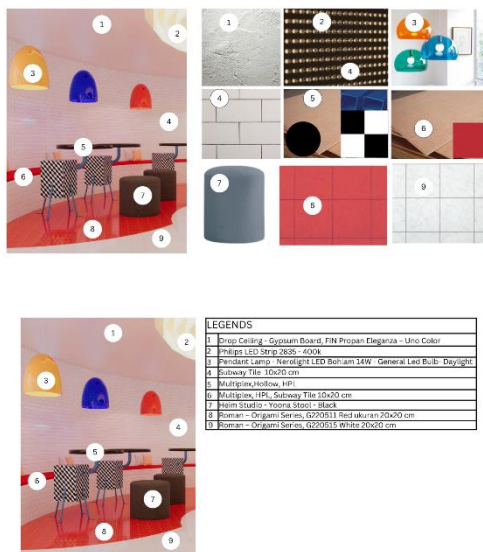 1
2
3
4
5
6
7
8
9
1
2
3
4
4
5
6
7
6
9
1
2
3
4
5
6
7
8
9
LEGENDS
1 Drop Ceiling - Gypsum Board, FIN Propan Eleganza - Uno Color
2 Philips LED Strip 2835 - 400k
3 Pendant Lamp - Nerolight LED Bohlam 14W - General Led Bulb- Daylight
4 Subway Tile 10x20 cm
5 Multiplex,Hollow, HPL
6 Multiplex, HPL, Subway Tile 10x20 cm
7 Heim Studio - Yoona Stool - Black
8 Roman - Origami Series, G220511 Red ukuran 20x20 cm
9 Roman - Origami Series, G220515 White 20x20 cm